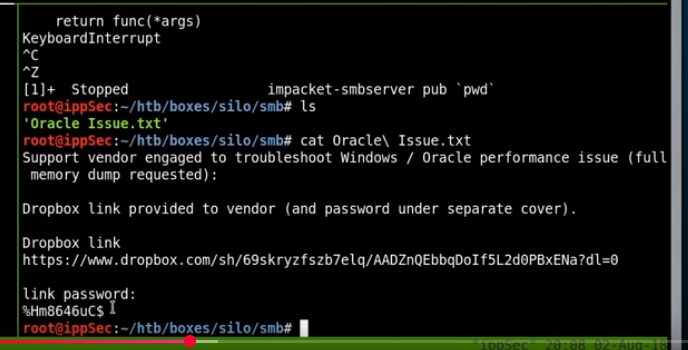 return func(*args)
KeyboardInterrupt
^C
^Z
[1]+  Stopped                 impacket-smbserver pub `pwd`
root@ippSec:~/htb/boxes/silo/smb# ls
'Oracle Issue.txt'
root@ippSec:~/htb/boxes/silo/smb# cat Oracle\ Issue.txt
Support vendor engaged to troubleshoot Windows / Oracle performance issue (full
 memory dump requested):
Dropbox link provided to vendor (and password under separate cover).
Dropbox link
https://www.dropbox.com/sh/69skryzfszb7elq/AADZnQEbbqDoIf5L2d0PBxENa?dl=0
link password:
%Hm8646uC$
root@ippSec:~/htb/boxes/silo/smb#
"ippSec" 20:08 02-Aug-18